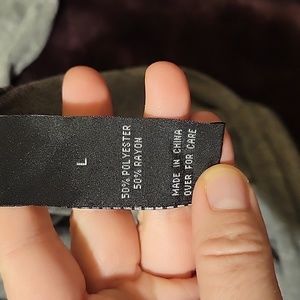 L
50% POLYESTER
50% RAYON
MADE IN CHINA
OVER FOR CARE